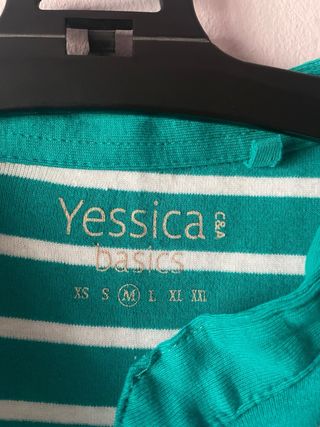 Yessica C&A
basics
XS S M L XL XXL